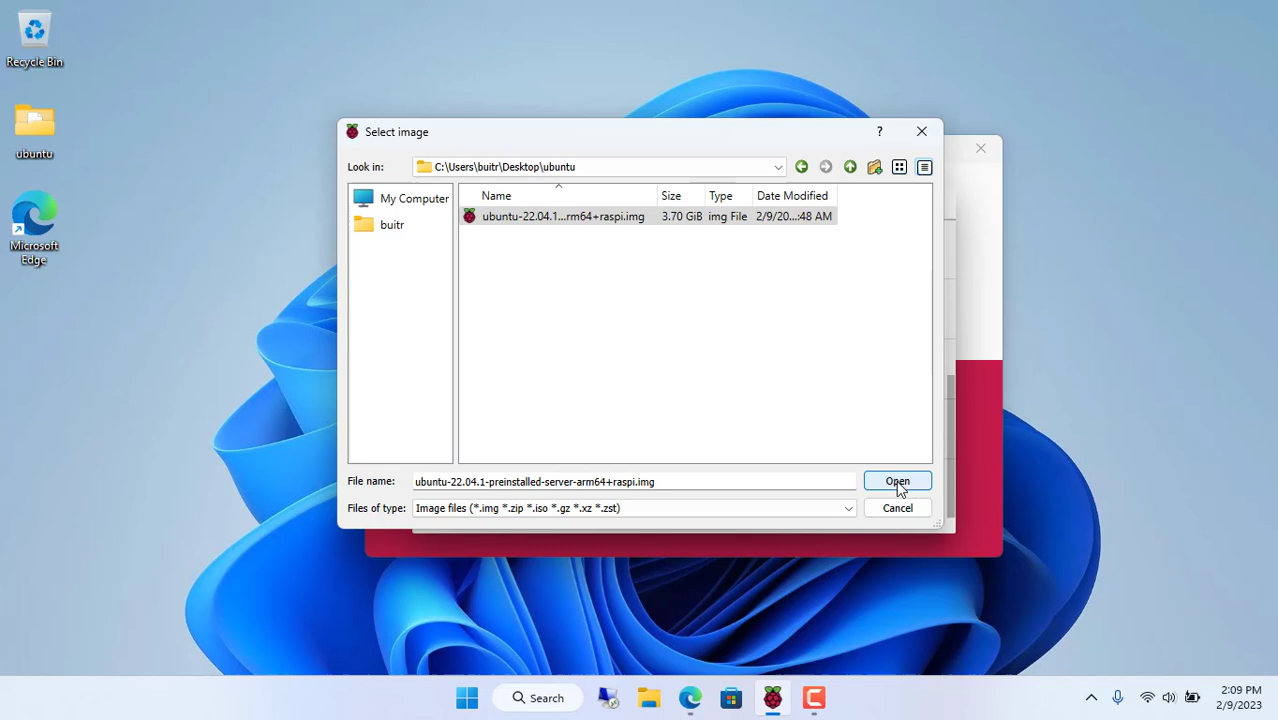 Recycle Bin
ubuntu
Microsoft
Edge
Select image
?
Look in:
C:\Users\buitr\Desktop\ubuntu
My Computer
buitr
Name
Size
Type
Date Modified
ubuntu-22.04.1...rm64+raspi.img
3.70 GiB
img File
2/9/20...:48 AM
File name:
ubuntu-22.04.1-preinstalled-server-arm64+raspi.img
Open
Files of type:
Image files (*.img *.zip *.iso *.gz *.xz *.zst)
Cancel
Search
2:09 PM
2/9/2023